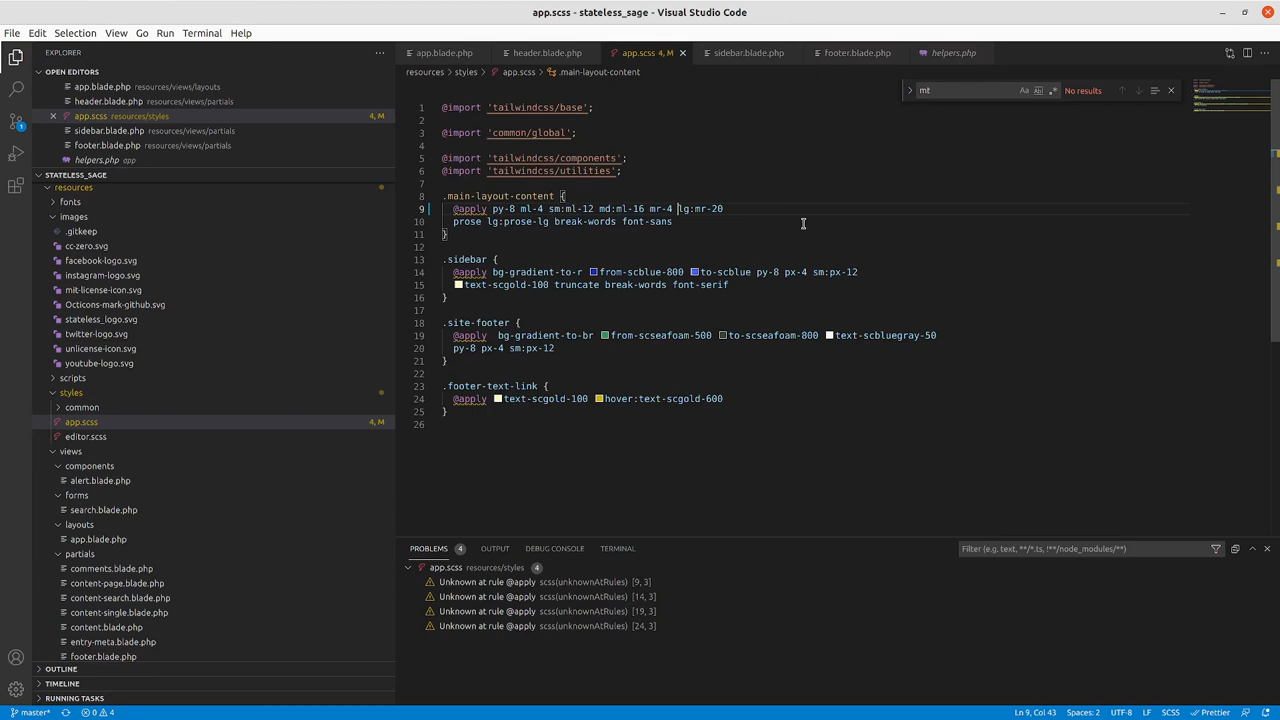 app.scss - stateless_sage - Visual Studio Code
File Edit Selection View Go Run Terminal Help
EXPLORER
OPEN EDITORS
app.blade.php resources/views/layouts
header.blade.php resources/views/partials
app.scss resources/styles 4, M
sidebar.blade.php resources/views/partials
footer.blade.php resources/views/partials
helpers.php app
STATELESS_SAGE
resources
fonts
images
.gitkeep
cc-zero.svg
facebook-logo.svg
instagram-logo.svg
mit-license-icon.svg
Octicons-mark-github.svg
stateless_logo.svg
twitter-logo.svg
unlicense-icon.svg
youtube-logo.svg
scripts
styles
common
app.scss 4, M
editor.scss
views
components
alert.blade.php
forms
search.blade.php
layouts
app.blade.php
partials
comments.blade.php
content-page.blade.php
content-search.blade.php
content-single.blade.php
content.blade.php
entry-meta.blade.php
footer.blade.php
OUTLINE
TIMELINE
RUNNING TASKS
app.blade.php header.blade.php app.scss 4, M sidebar.blade.php footer.blade.php helpers.php
resources > styles > app.scss > .main-layout-content
mt Aa Ab No results
1 @import 'tailwindcss/base';
2
3 @import 'common/global';
4
5 @import 'tailwindcss/components';
6 @import 'tailwindcss/utilities';
7
8 .main-layout-content {
9 @apply py-8 ml-4 sm:ml-12 md:ml-16 mr-4 lg:mr-20
10 prose lg:prose-lg break-words font-sans
11 }
12
13 .sidebar {
14 @apply bg-gradient-to-r from-scblue-800 to-scblue py-8 px-4 sm:px-12
15 text-scgold-100 truncate break-words font-serif
16 }
17
18 .site-footer {
19 @apply bg-gradient-to-br from-scseafoam-500 to-scseafoam-800 text-scbluegray-50
20 py-8 px-4 sm:px-12
21 }
22
23 .footer-text-link {
24 @apply text-scgold-100 hover:text-scgold-600
25 }
26
PROBLEMS 4 OUTPUT DEBUG CONSOLE TERMINAL Filter (e.g. text, **/*.ts, !**/node_modules/**)
app.scss resources/styles 4
Unknown at rule @apply scss(unknownAtRules) [9, 3]
Unknown at rule @apply scss(unknownAtRules) [14, 3]
Unknown at rule @apply scss(unknownAtRules) [19, 3]
Unknown at rule @apply scss(unknownAtRules) [24, 3]
main* 0 4 Ln 9, Col 43 Spaces: 2 UTF-8 LF SCSS Prettier